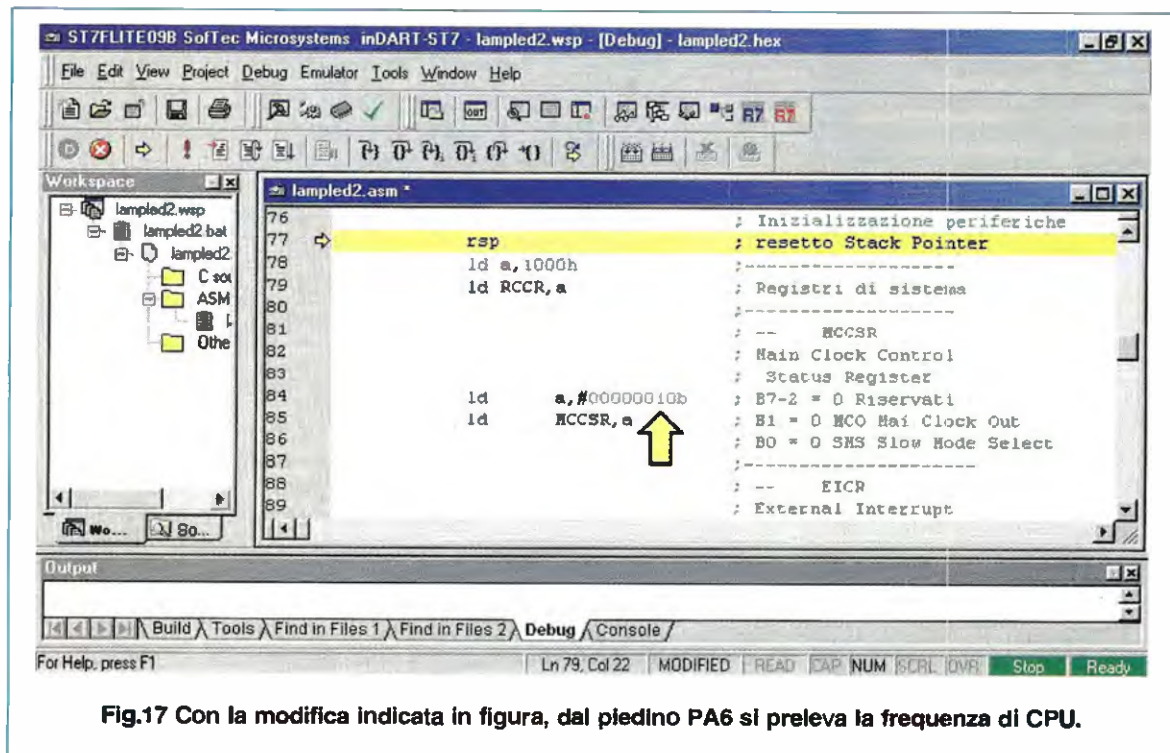 ST7FLITE09B SofTec Microsystems inDART-ST7 - lampled2.wsp - [Debug] - lampled2.hex
File Edit View Project Debug Emulator Tools Window Help
Workspace
lampled2.wsp
lampled2.bat
lampled2
C sou
ASM
Othe
Wo... So...
lampled2.asm *
76 ; Inizializzazione periferiche
77 rsp ; resetto Stack Pointer
78 ld a,1000h ;--------------------
79 ld RCCR,a ; Registri di sistema
80 ;--------------------
81 ; -- MCCSR
82 ; Main Clock Control
83 ; Status Register
84 ld a,#00000010b ; B7-2 = 0 Riservati
85 ld MCCSR,a ; B1 = 0 MCO Mai Clock Out
86 ; B0 = 0 SMS Slow Mode Select
87 ;----------------------
88 ; -- EICR
89 ; External Interrupt
Output
Build Tools Find in Files 1 Find in Files 2 Debug Console
For Help, press F1 Ln 79, Col 22 MODIFIED READ CAP NUM SCRL OVR Stop Ready
Fig.17 Con la modifica indicata in figura, dal piedino PA6 si preleva la frequenza di CPU.